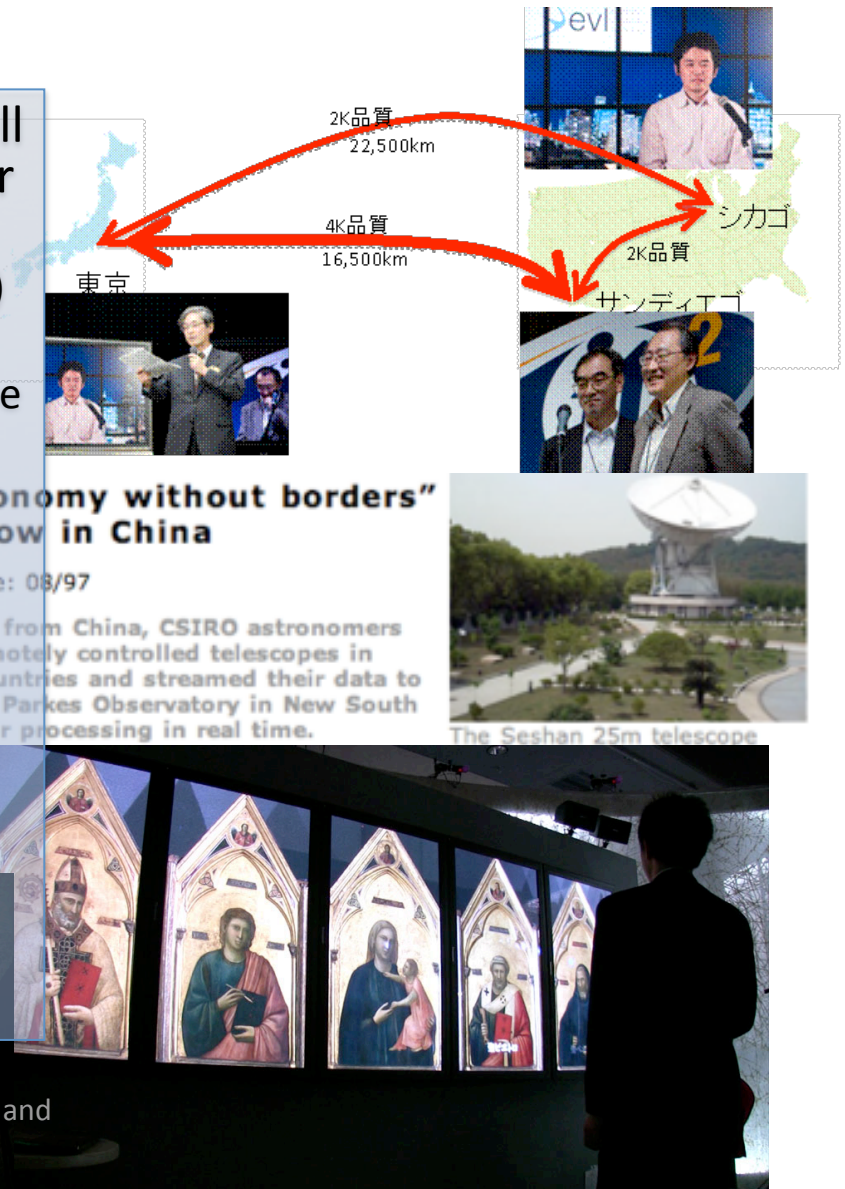 evl
ll
2K品質
22,500km
r
シカゴ
4K品質
2K品質
16,500km
)
東京
サンディエゴ
2
e
onomy without borders”
ow in China
e: 08/97
from China, CSIRO astronomers
motely controlled telescopes in
untries and streamed their data to
Parkes Observatory in New South
r processing in real time.
The Seshan 25m telescope
and